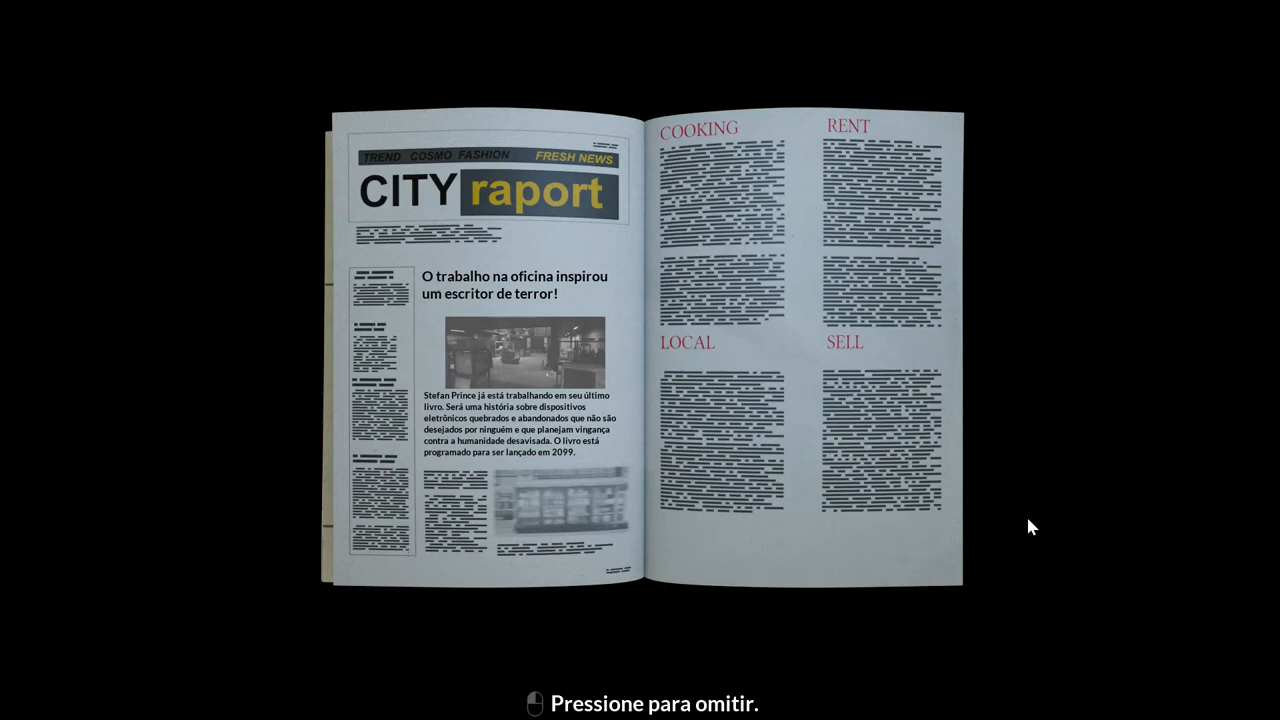 TREND COSMO FASHION FRESH NEWS
CITY raport
O trabalho na oficina inspirou
um escritor de terror!
Stefan Prince já está trabalhando em seu último
livro. Será uma história sobre dispositivos
eletrônicos quebrados e abandonados que não são
desejados por ninguém e que planejam vingança
contra a humanidade desavisada. O livro está
programado para ser lançado em 2099.
COOKING
RENT
LOCAL
SELL
Pressione para omitir.